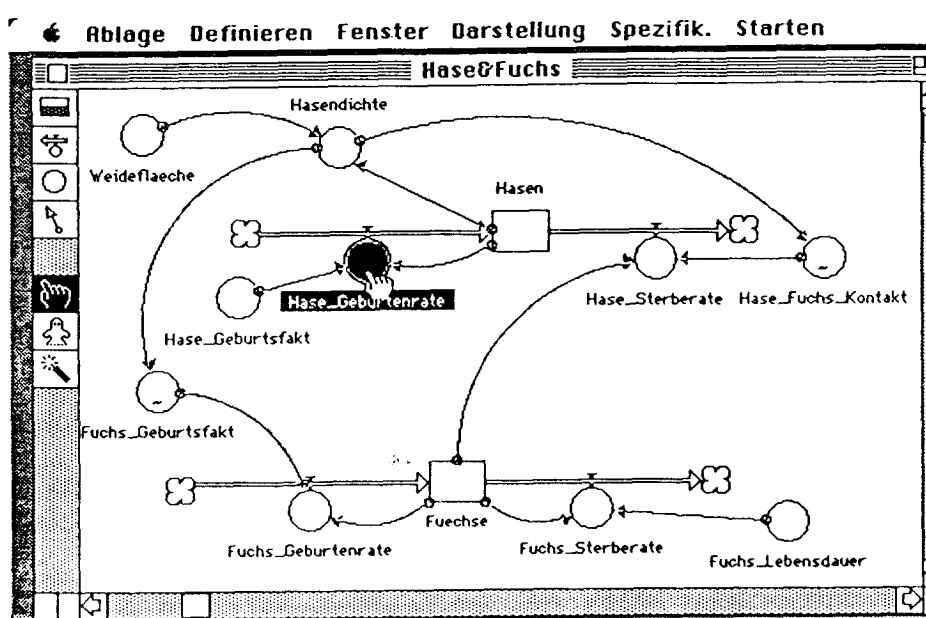 Ablage Definieren Fenster Darstellung Spezifik. Starten
Hase&Fuchs
Hasendichte
Weideflaeche
Hasen
Hase_Geburtenrate
Hase_Sterberate
Hase_Fuchs_Kontakt
Hase_Geburtsfakt
Fuchs_Geburtsfakt
Fuechse
Fuchs_Geburtenrate
Fuchs_Sterberate
Fuchs_Lebensdauer